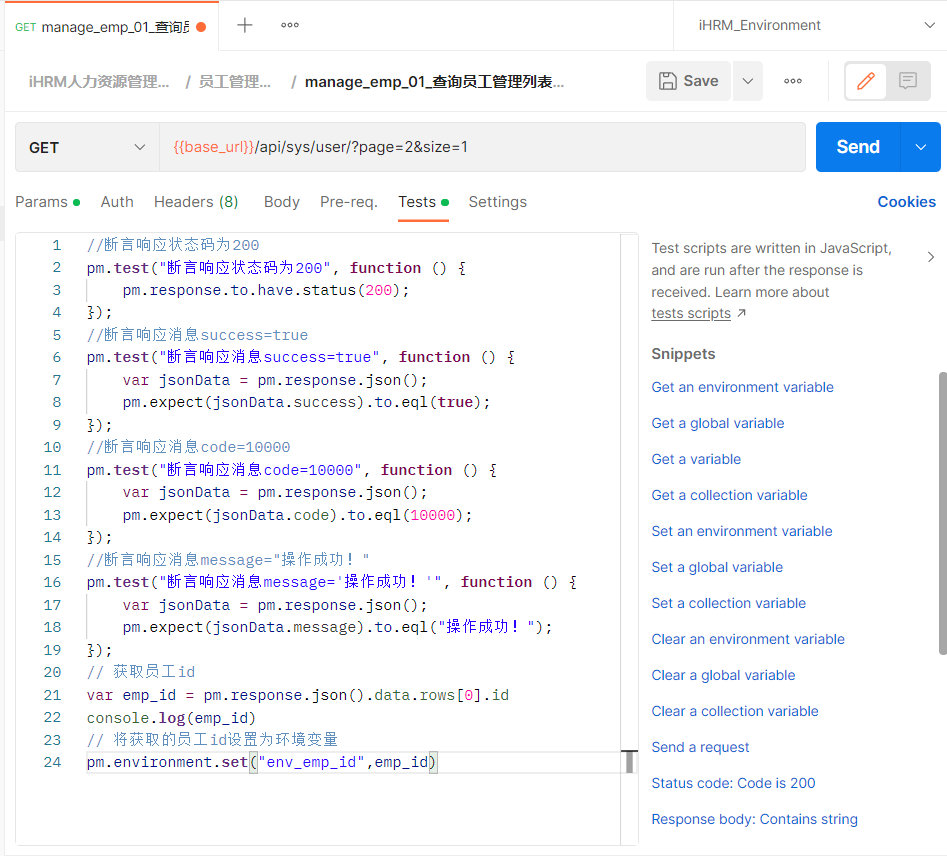 GET manage_emp_01_查询员
iHRM_Environment
iHRM人力资源管理... / 员工管理... / manage_emp_01_查询员工管理列表...
Save
GET
{{base_url}}/api/sys/user/?page=2&size=1
Send
Params Auth Headers (8) Body Pre-req. Tests Settings
Cookies
1 //断言响应状态码为200
2 pm.test("断言响应状态码为200", function () {
3 pm.response.to.have.status(200);
4 });
5 //断言响应消息success=true
6 pm.test("断言响应消息success=true", function () {
7 var jsonData = pm.response.json();
8 pm.expect(jsonData.success).to.eql(true);
9 });
10 //断言响应消息code=10000
11 pm.test("断言响应消息code=10000", function () {
12 var jsonData = pm.response.json();
13 pm.expect(jsonData.code).to.eql(10000);
14 });
15 //断言响应消息message="操作成功！"
16 pm.test("断言响应消息message='操作成功！'", function () {
17 var jsonData = pm.response.json();
18 pm.expect(jsonData.message).to.eql("操作成功！");
19 });
20 // 获取员工id
21 var emp_id = pm.response.json().data.rows[0].id
22 console.log(emp_id)
23 // 将获取的员工id设置为环境变量
24 pm.environment.set("env_emp_id",emp_id)
Test scripts are written in JavaScript,
and are run after the response is
received. Learn more about
tests scripts ↗
Snippets
Get an environment variable
Get a global variable
Get a variable
Get a collection variable
Set an environment variable
Set a global variable
Set a collection variable
Clear an environment variable
Clear a global variable
Clear a collection variable
Send a request
Status code: Code is 200
Response body: Contains string